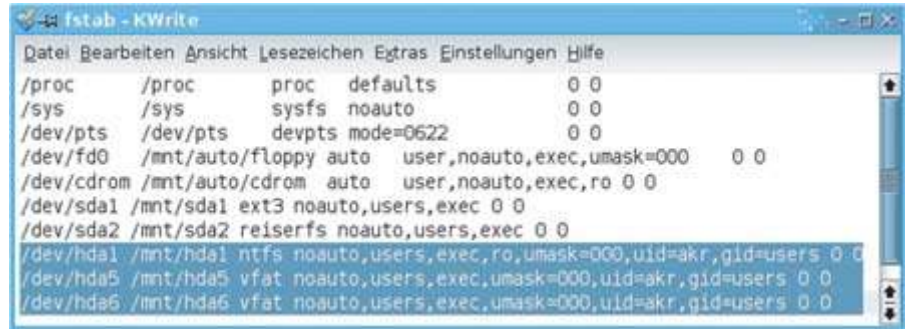 fstab - KWrite
Datei Bearbeiten Ansicht Lesezeichen Extras Einstellungen Hilfe
/proc /proc proc defaults 0 0
/sys /sys sysfs noauto 0 0
/dev/pts /dev/pts devpts mode=0622 0 0
/dev/fd0 /mnt/auto/floppy auto user,noauto,exec,umask=000 0 0
/dev/cdrom /mnt/auto/cdrom auto user,noauto,exec,ro 0 0
/dev/sda1 /mnt/sda1 ext3 noauto,users,exec 0 0
/dev/sda2 /mnt/sda2 reiserfs noauto,users,exec 0 0
/dev/hda1 /mnt/hda1 ntfs noauto,users,exec,ro,umask=000,uid=akr,gid=users 0 0
/dev/hda5 /mnt/hda5 vfat noauto,users,exec,umask=000,uid=akr,gid=users 0 0
/dev/hda6 /mnt/hda6 vfat noauto,users,exec,umask=000,uid=akr,gid=users 0 0